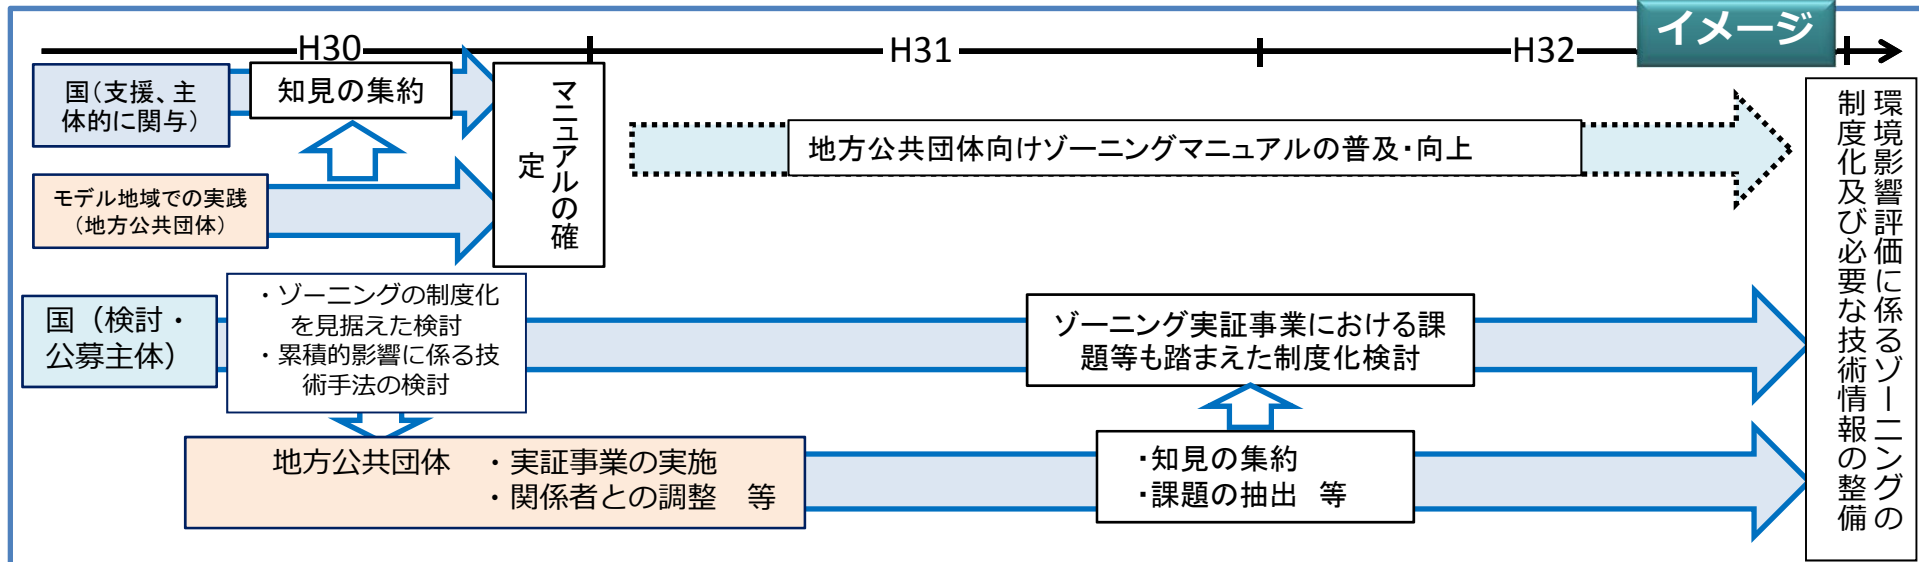 イメージ
H30
H31
H32
国(支援、主
体的に関与)
知見の集約
マニュアルの確
定
地方公共団体向けゾーニングマニュアルの普及・向上
モデル地域での実践
(地方公共団体)
国(検討・
公募主体)
・ゾーニングの制度化
を見据えた検討
・累積的影響に係る技
術手法の検討
ゾーニング実証事業における課
題等も踏まえた制度化検討
地方公共団体 ・実証事業の実施
・関係者との調整 等
・知見の集約
・課題の抽出 等
環境影響評価に係るゾーニングの
制度化及び必要な技術情報の整備